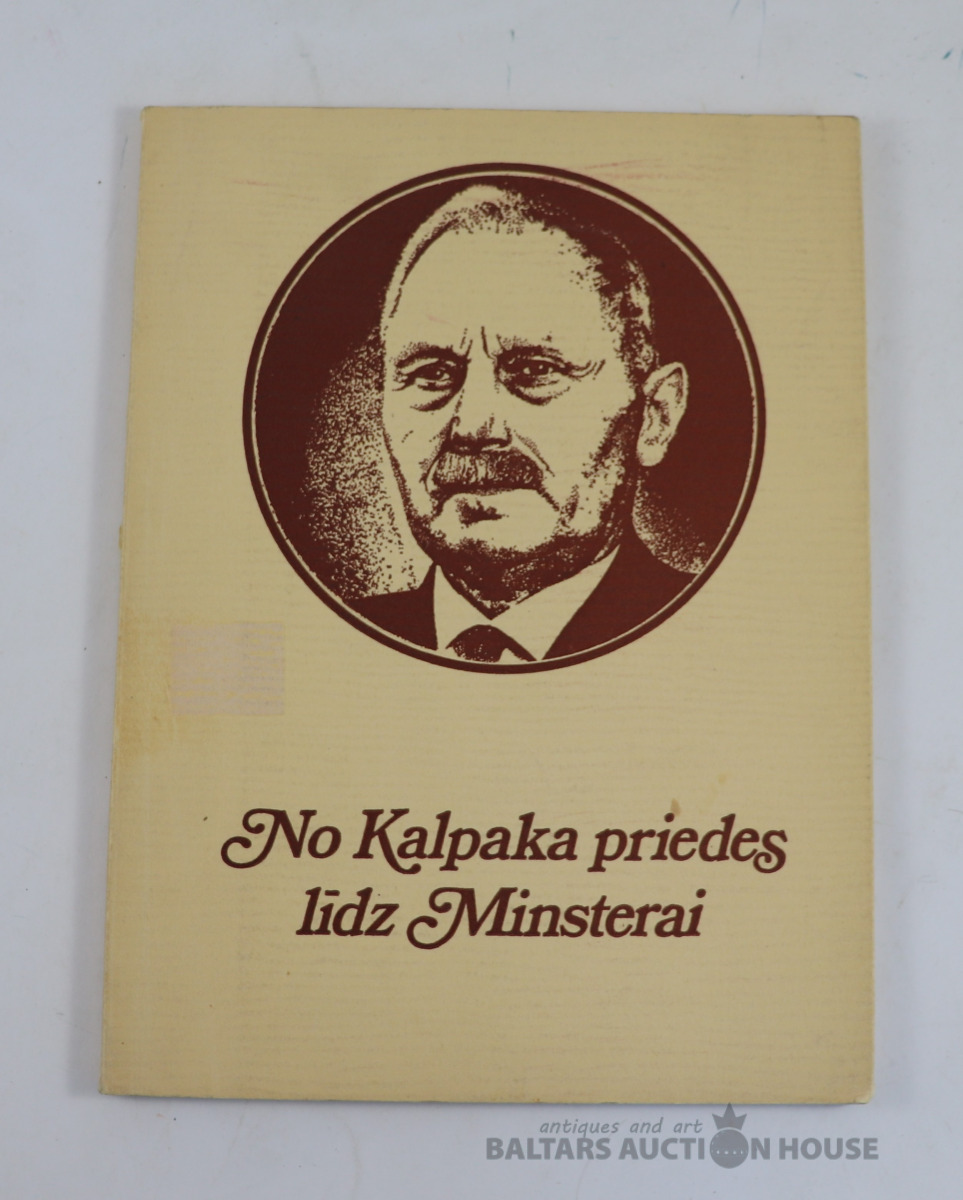 No Kalpaka priedes
līdz Minsterai
antiques and art
BALTARS AUCTION HOUSE